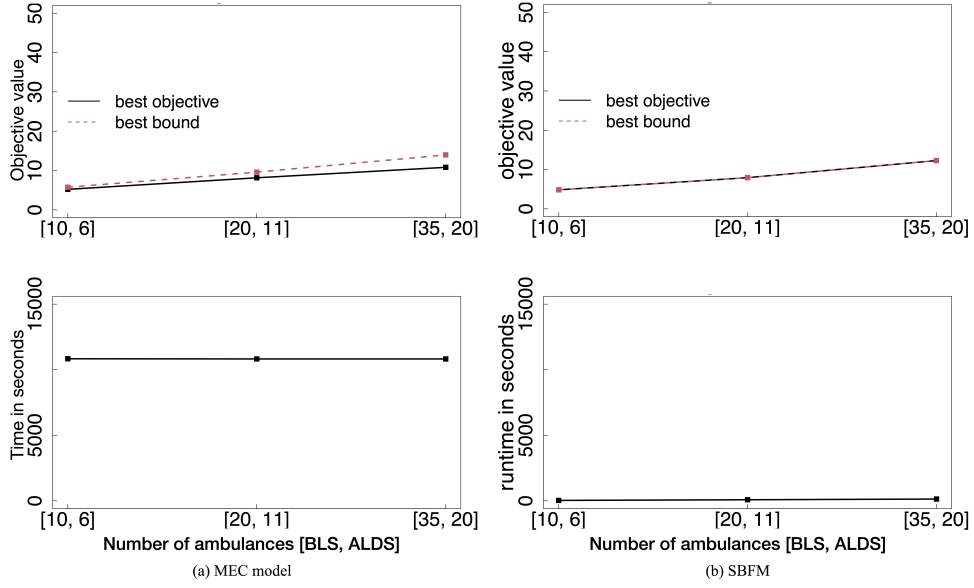 50
40
30
20
10
0
Objective value
best objective
best bound
[10, 6]
[20, 11]
[35, 20]
50
40
30
20
10
0
objective value
best objective
best bound
[10, 6]
[20, 11]
[35, 20]
15000
5000
0
Time in seconds
[10, 6]
[20, 11]
[35, 20]
Number of ambulances [BLS, ALDS]
(a) MEC model
15000
5000
0
runtime in seconds
[10, 6]
[20, 11]
[35, 20]
Number of ambulances [BLS, ALDS]
(b) SBFM